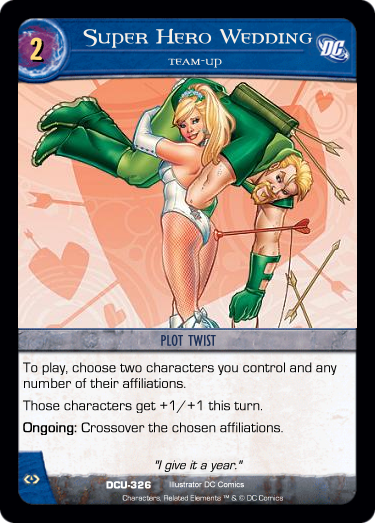 2
Super Hero Wedding
DC
TEAM-UP
PLOT TWIST
To play, choose two characters you control and any
number of their affiliations.
Those characters get +1/+1 this turn.
Ongoing: Crossover the chosen affiliations.
"I give it a year."
DCU-326 Illustrator DC Comics
Characters, Related Elements ™ & © DC Comics